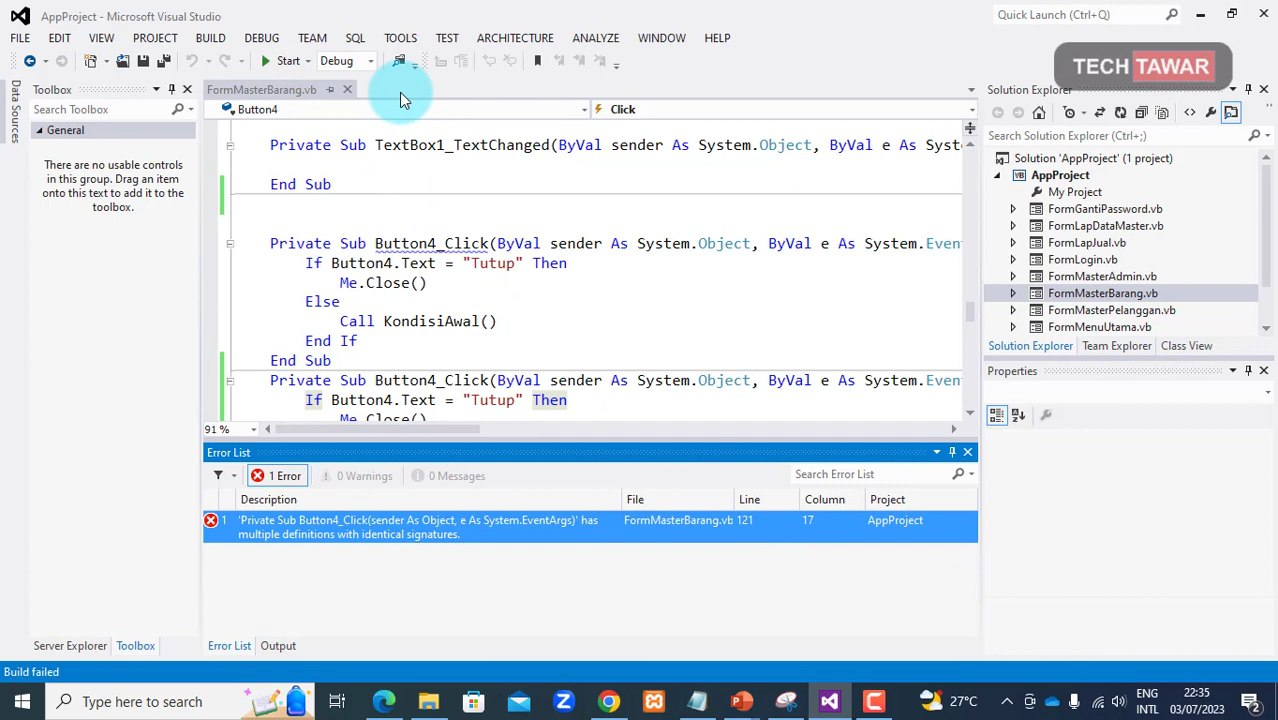 AppProject - Microsoft Visual Studio
Quick Launch (Ctrl+Q)
FILE EDIT VIEW PROJECT BUILD DEBUG TEAM SQL TOOLS TEST ARCHITECTURE ANALYZE WINDOW HELP
Start Debug
TECH TAWAR
Data Sources
Toolbox
Search Toolbox
General
There are no usable controls
in this group. Drag an item
onto this text to add it to the
toolbox.
FormMasterBarang.vb
Button4 Click
Private Sub TextBox1_TextChanged(ByVal sender As System.Object, ByVal e As Syst
End Sub
Private Sub Button4_Click(ByVal sender As System.Object, ByVal e As System.Event
If Button4.Text = "Tutup" Then
Me.Close()
Else
Call KondisiAwal()
End If
End Sub
Private Sub Button4_Click(ByVal sender As System.Object, ByVal e As System.Event
If Button4.Text = "Tutup" Then
Me.Close()
91 %
Solution Explorer
Search Solution Explorer (Ctrl+;)
Solution 'AppProject' (1 project)
AppProject
My Project
FormGantiPassword.vb
FormLapDataMaster.vb
FormLapJual.vb
FormLogin.vb
FormMasterAdmin.vb
FormMasterBarang.vb
FormMasterPelanggan.vb
FormMenuUtama.vb
Solution Explorer Team Explorer Class View
Properties
Error List
1 Error 0 Warnings 0 Messages
Search Error List
Description File Line Column Project
1 'Private Sub Button4_Click(sender As Object, e As System.EventArgs)' has
multiple definitions with identical signatures.
FormMasterBarang.vb 121 17 AppProject
Server Explorer Toolbox
Error List Output
Build failed
Type here to search
27°C
ENG
INTL
22:35
03/07/2023
2